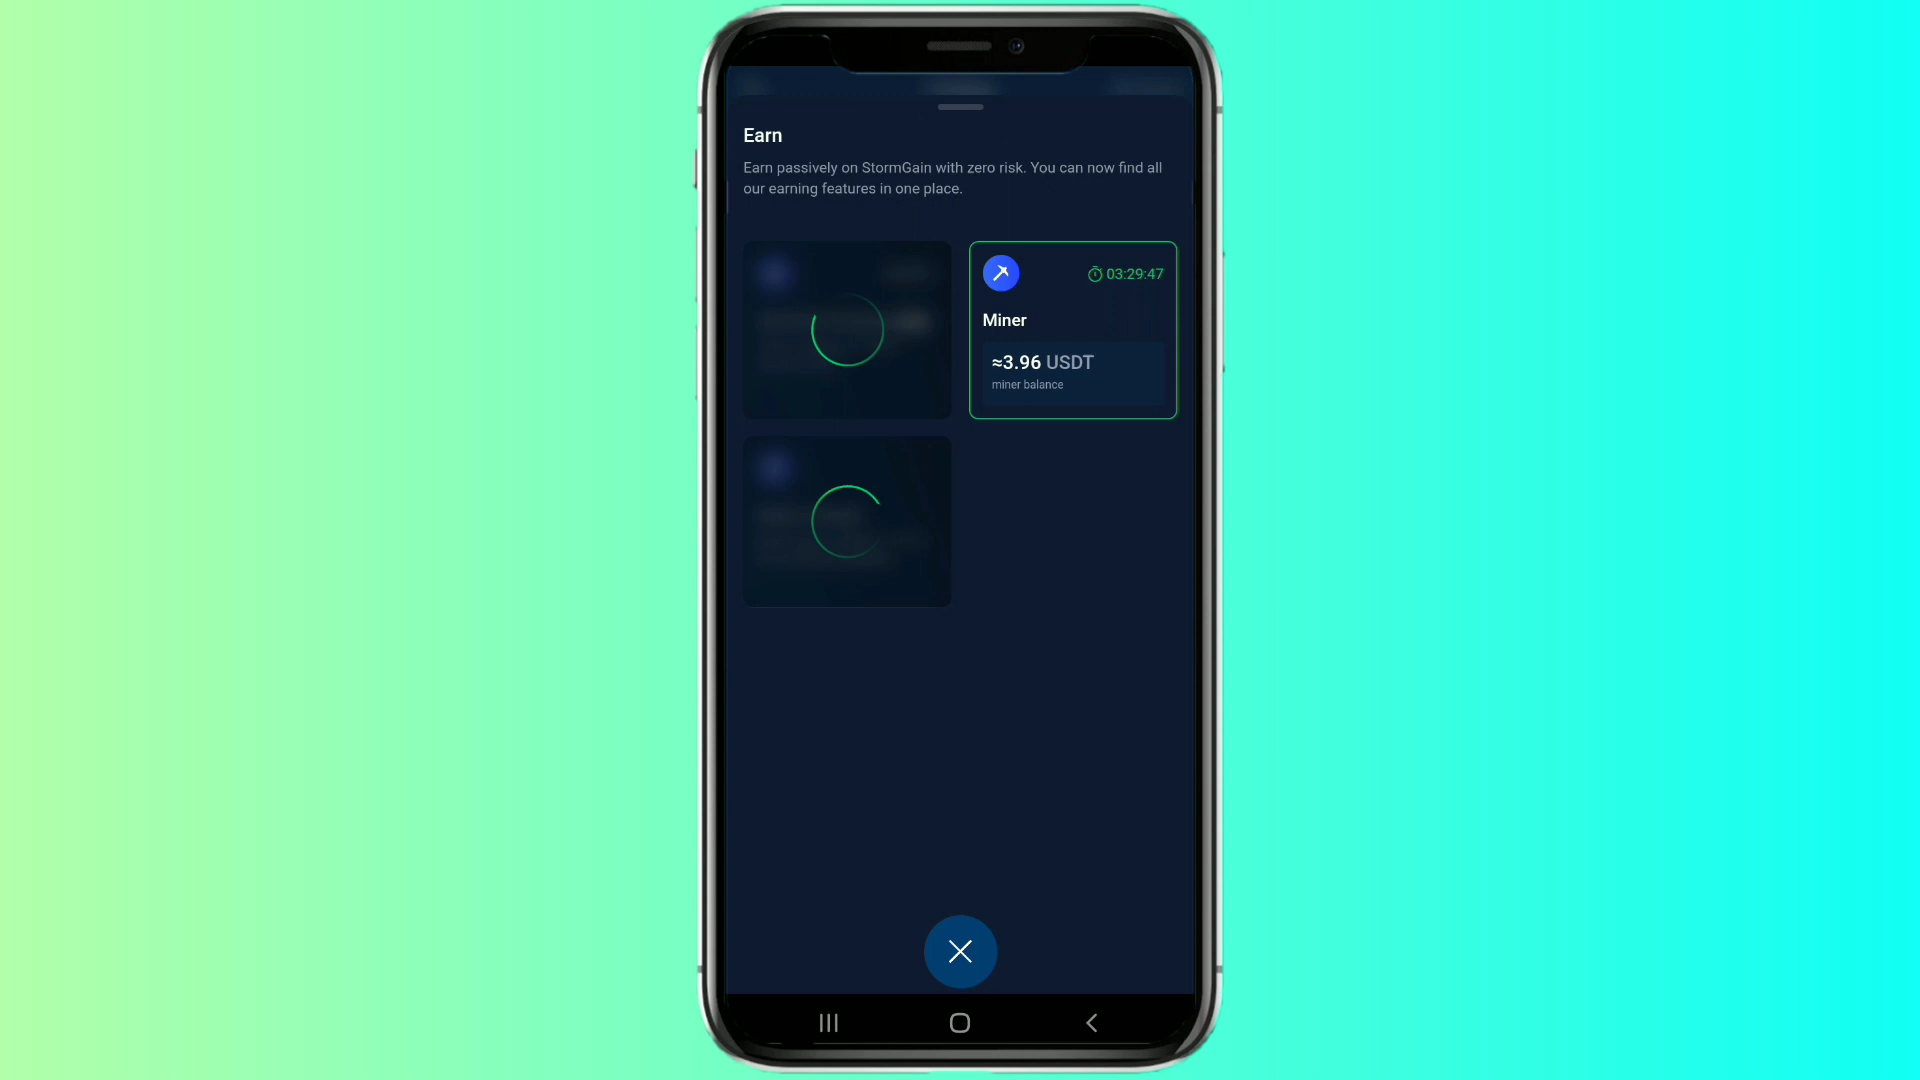 Earn
Earn passively on StormGain with zero risk. You can now find all
our earning features in one place.
03:29:47
Miner
≈3.96 USDT
miner balance